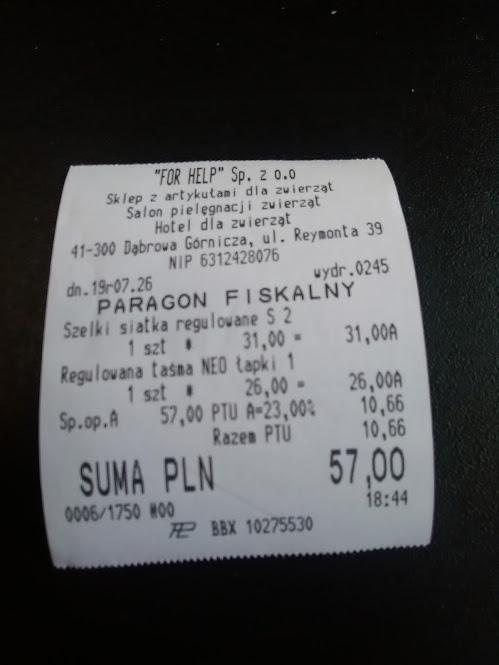 "FOR HELP" Sp. z o.o
Sklep z artykułami dla zwierząt
Salon pielęgnacji zwierząt
Hotel dla zwierząt
41-300 Dąbrowa Górnicza, ul. Reymonta 39
NIP 6312428076
dn.19r07.26 wydr.0245
PARAGON FISKALNY
Szelki siatka regulowane S 2
1 szt * 31,00 = 31,00A
Regulowana taśma NEO łapki 1
1 szt * 26,00 = 26,00A
Sp.op.A 57,00 PTU A=23,00% 10,66
Razem PTU 10,66
SUMA PLN 57,00
0006/1750 #00 18:44
BBX 10275530